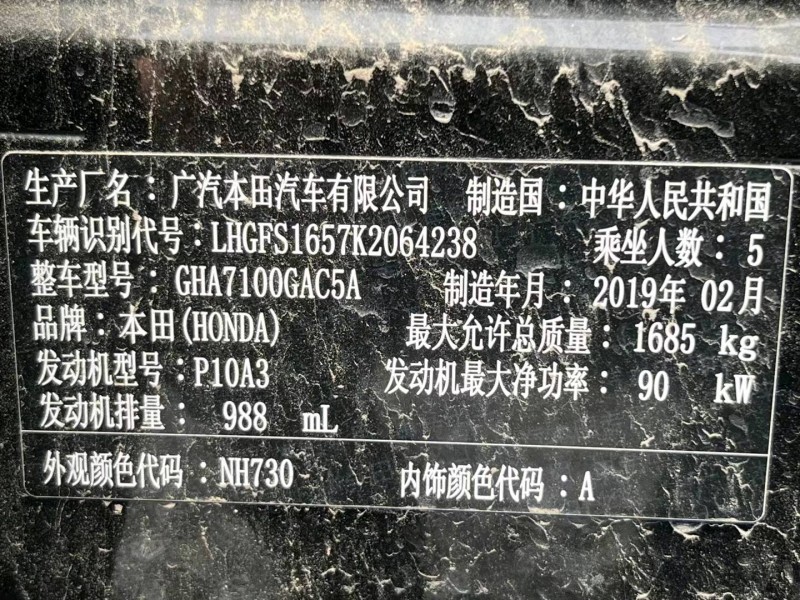 生产厂名：广汽本田汽车有限公司 制造国：中华人民共和国
车辆识别代号：LHGFS1657K2064238 乘坐人数：5
整车型号：GHA7100GAC5A 制造年月：2019年 02月
品牌：本田(HONDA) 最大允许总质量：1685 kg
发动机型号：P10A3 发动机最大净功率：90 kW
发动机排量：988 mL
外观颜色代码：NH730 内饰颜色代码：A